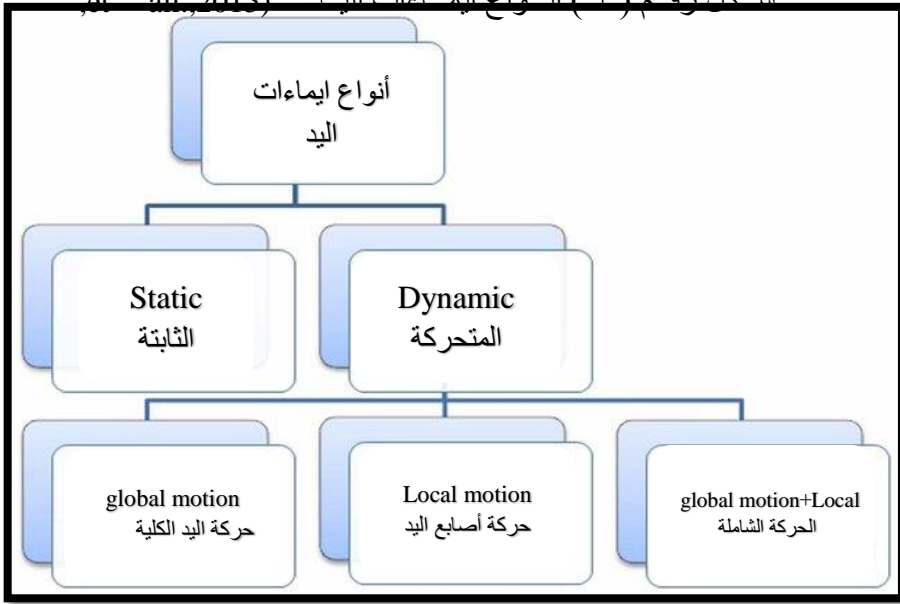 أنواع ايماءات
اليد
Static
الثابتة
Dynamic
المتحركة
global motion
حركة اليد الكلية
Local motion
حركة أصابع اليد
global motion+Local
الحركة الشاملة